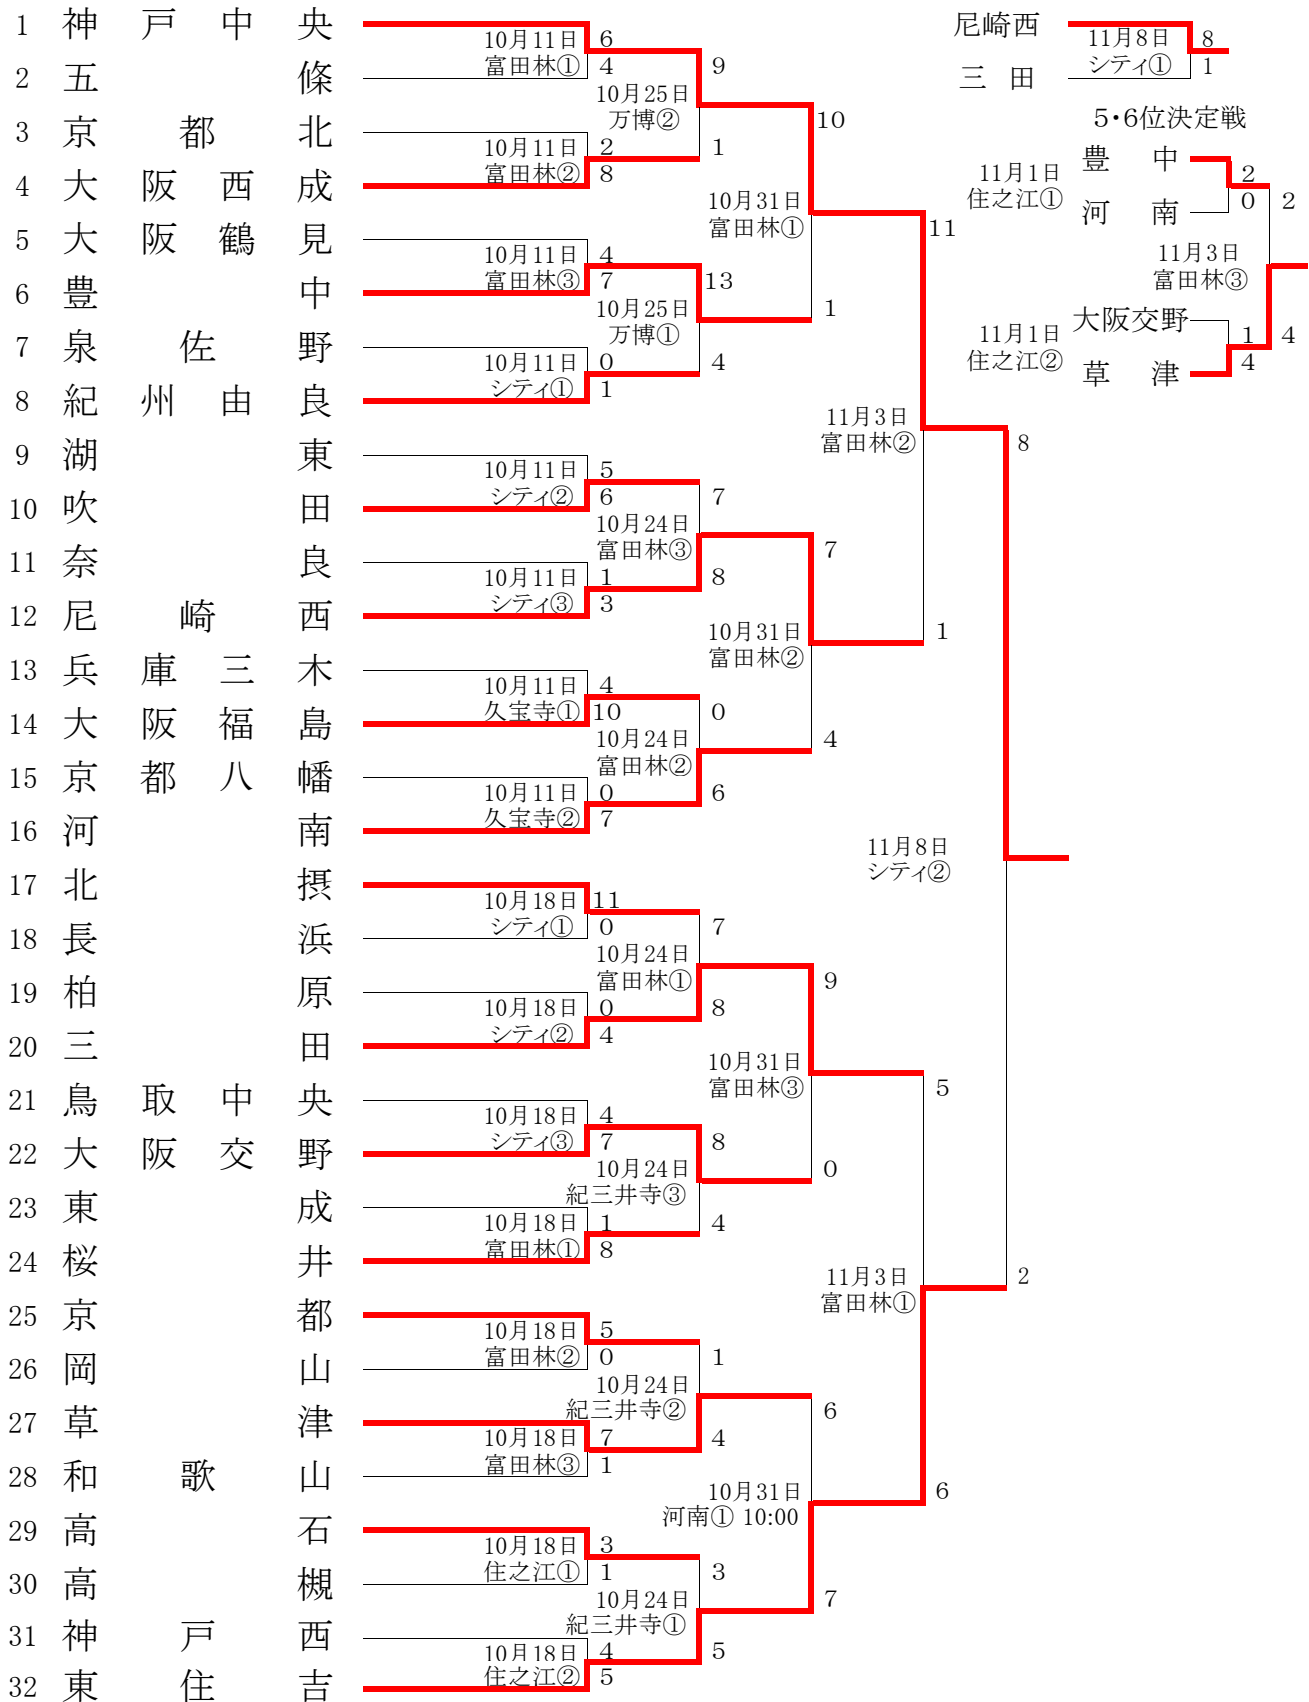 1 神戸中央
10月11日 6
富田林① 4
2 五條
9
10月25日
万博②
3 京都北
10月11日 2
富田林② 8
1
4 大阪西成
10
10月31日
富田林①
5 大阪鶴見
10月11日 4
富田林③ 7
6 豊中
13
10月25日
万博①
1
7 泉佐野
10月11日 0
シティ① 1
4
8 紀州由良
11
11月3日
富田林②
9 湖東
10月11日 5
シティ② 6
10 吹田
7
10月24日
富田林③
11 奈良
10月11日 1
シティ③ 3
8
12 尼崎西
7
10月31日
富田林②
1
13 兵庫三木
10月11日 4
久宝寺① 10
14 大阪福島
0
10月24日
富田林②
4
15 京都八幡
10月11日 0
久宝寺② 7
6
16 河南
8
11月8日
シティ②
17 北摂
10月18日 11
シティ① 0
18 長浜
7
10月24日
富田林①
19 柏原
10月18日 0
シティ② 4
8
20 三田
9
10月31日
富田林③
5
21 鳥取中央
10月18日 4
シティ③ 7
22 大阪交野
8
10月24日
紀三井寺③
0
23 東成
10月18日 1
富田林① 8
4
24 桜井
11月3日
富田林①
2
25 京都
10月18日 5
富田林② 0
26 岡山
1
10月24日
紀三井寺②
6
27 草津
10月18日 7
富田林③ 1
4
28 和歌山
10月31日
河南① 10:00
6
29 高石
10月18日 3
住之江① 1
30 高槻
3
10月24日
紀三井寺①
7
31 神戸西
10月18日 4
住之江② 5
5
32 東住吉
尼崎西
11月8日 8
シティ① 1
三田
5・6位決定戦
豊中
11月1日 2
住之江① 0
河南
2
11月3日
富田林③
大阪交野
11月1日 1
住之江② 4
草津
4